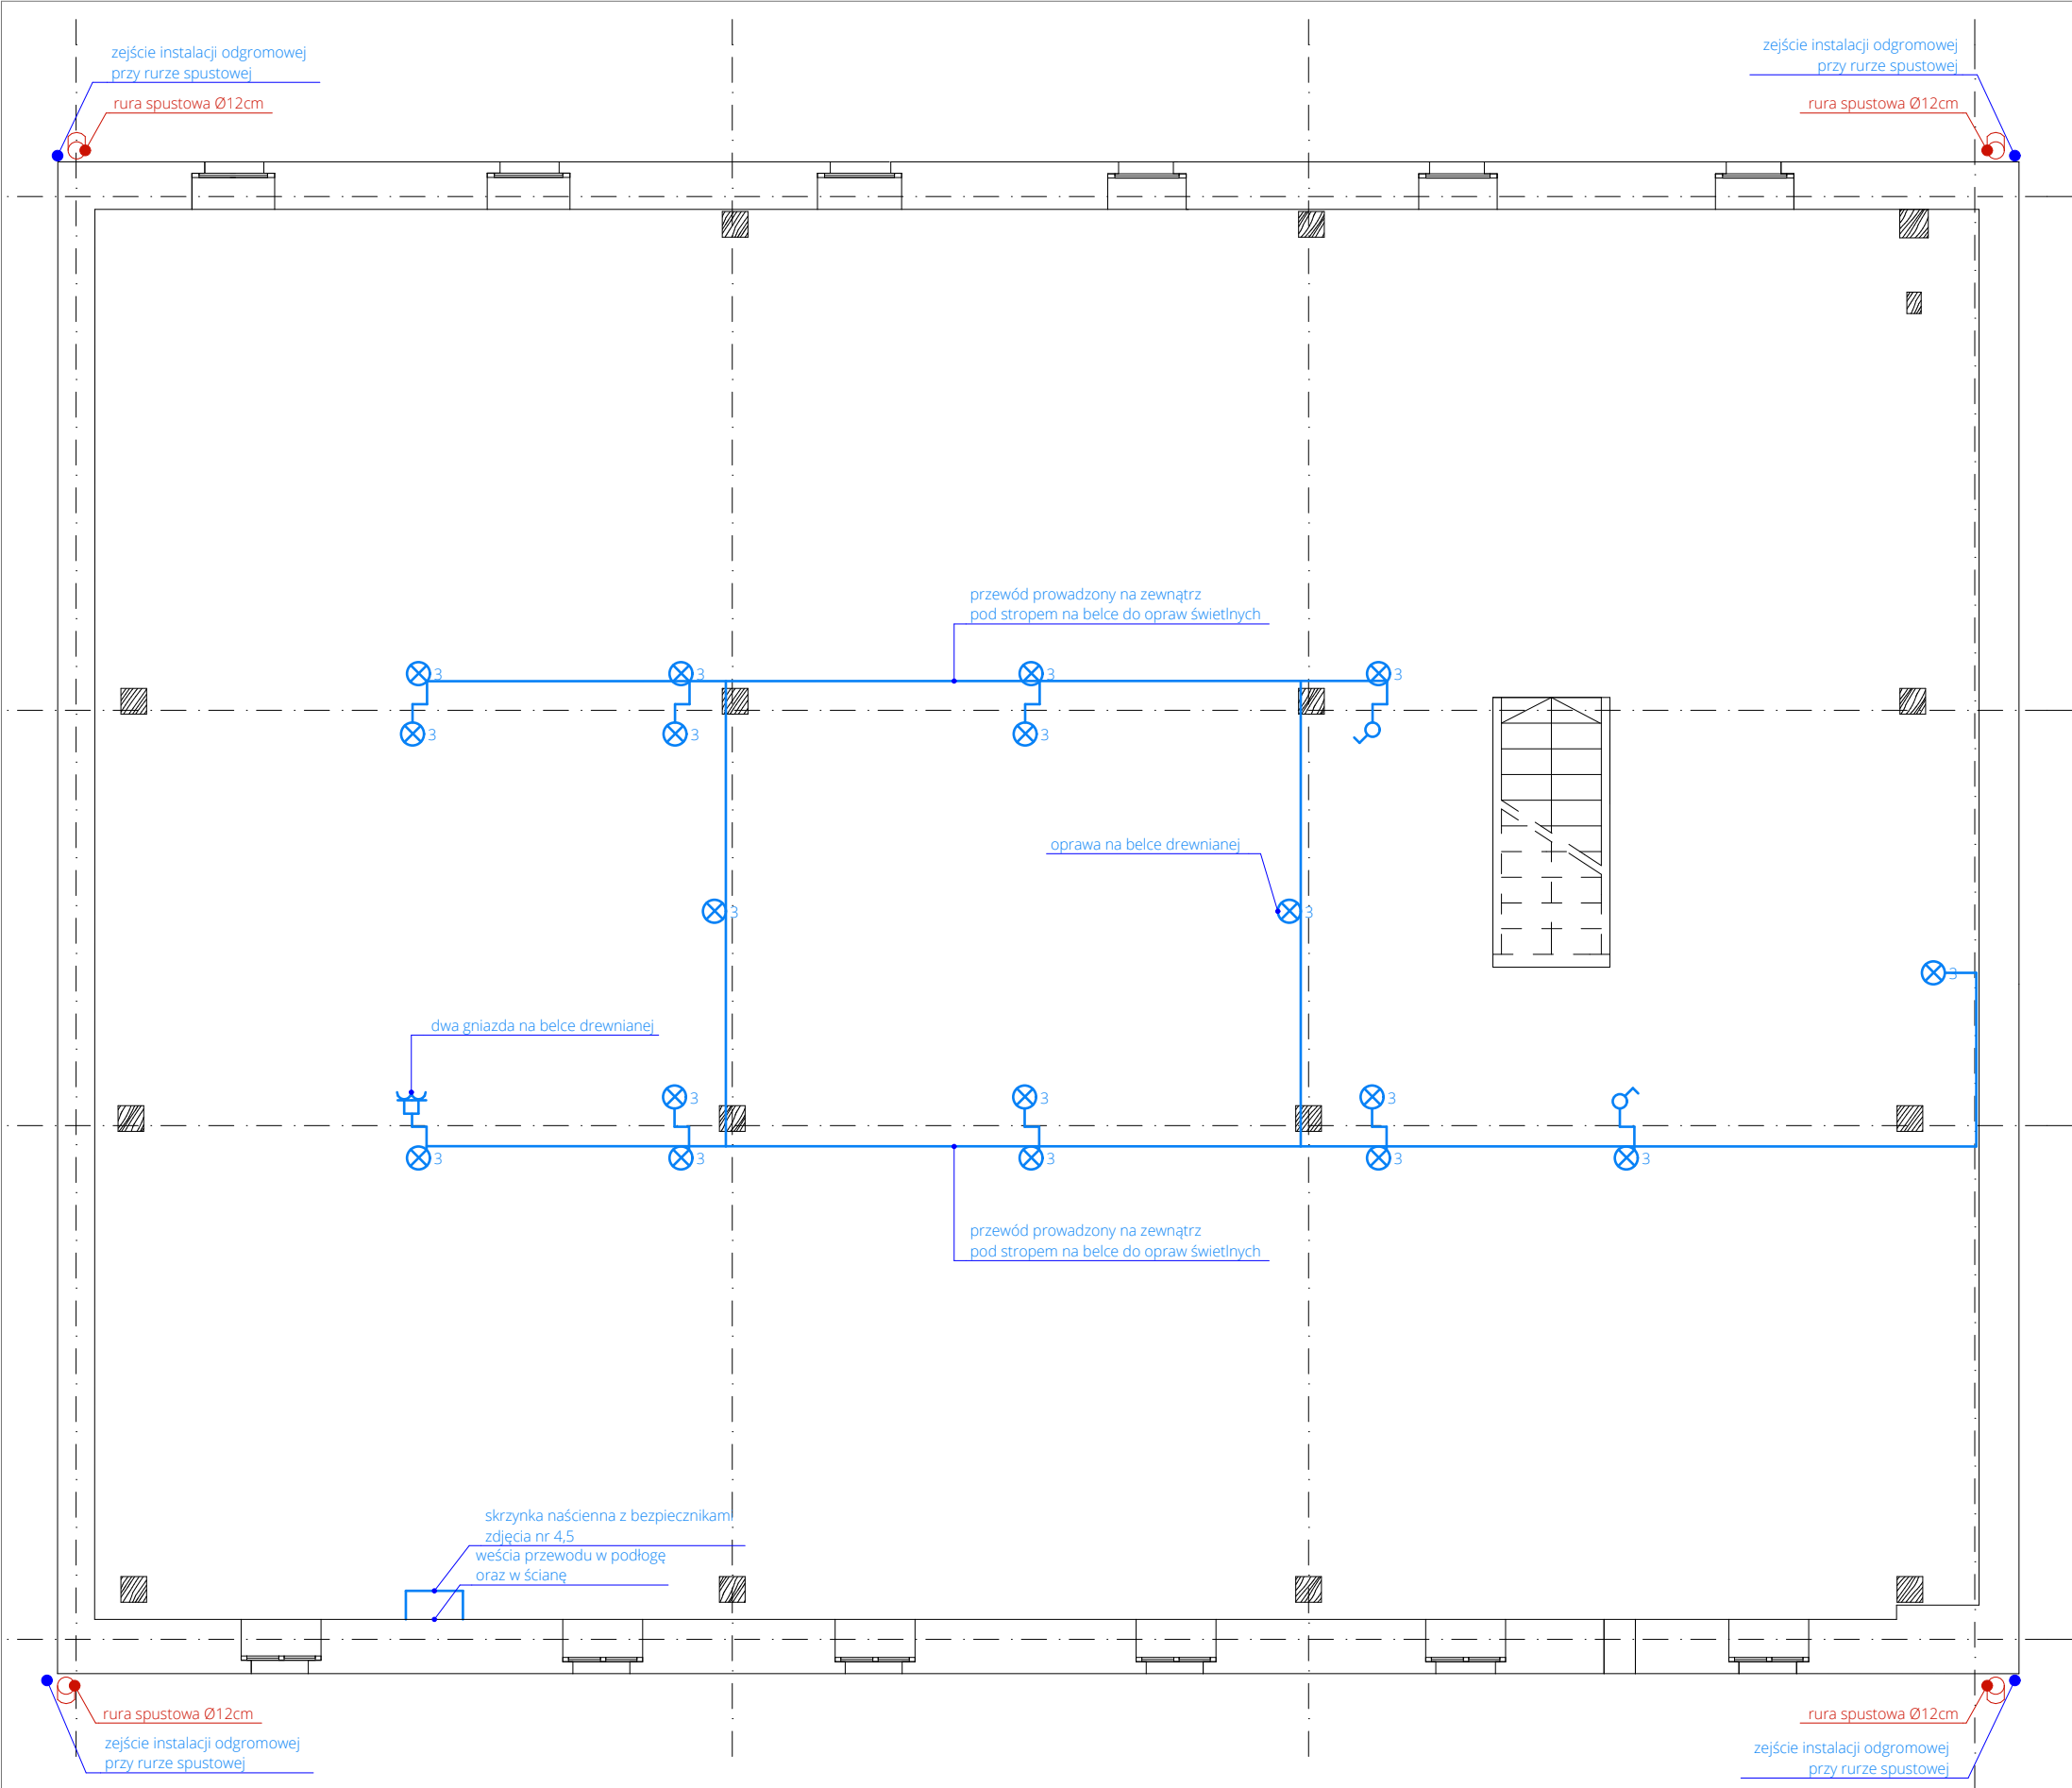 zejście instalacji odgromowej
przy rurze spustowej
rura spustowa Ø12cm
zejście instalacji odgromowej
przy rurze spustowej
rura spustowa Ø12cm
przewód prowadzony na zewnątrz
pod stropem na belce do opraw świetlnych
3
3
3
3
3
3
3
oprawa na belce drewnianej
3
3
3
dwa gniazda na belce drewnianej
3
3
3
3
3
3
3
3
przewód prowadzony na zewnątrz
pod stropem na belce do opraw świetlnych
skrzynka naścienna z bezpiecznikami
zdjęcia nr 4,5
weścia przewodu w podłogę
oraz w ścianę
rura spustowa Ø12cm
zejście instalacji odgromowej
przy rurze spustowej
rura spustowa Ø12cm
zejście instalacji odgromowej
przy rurze spustowej